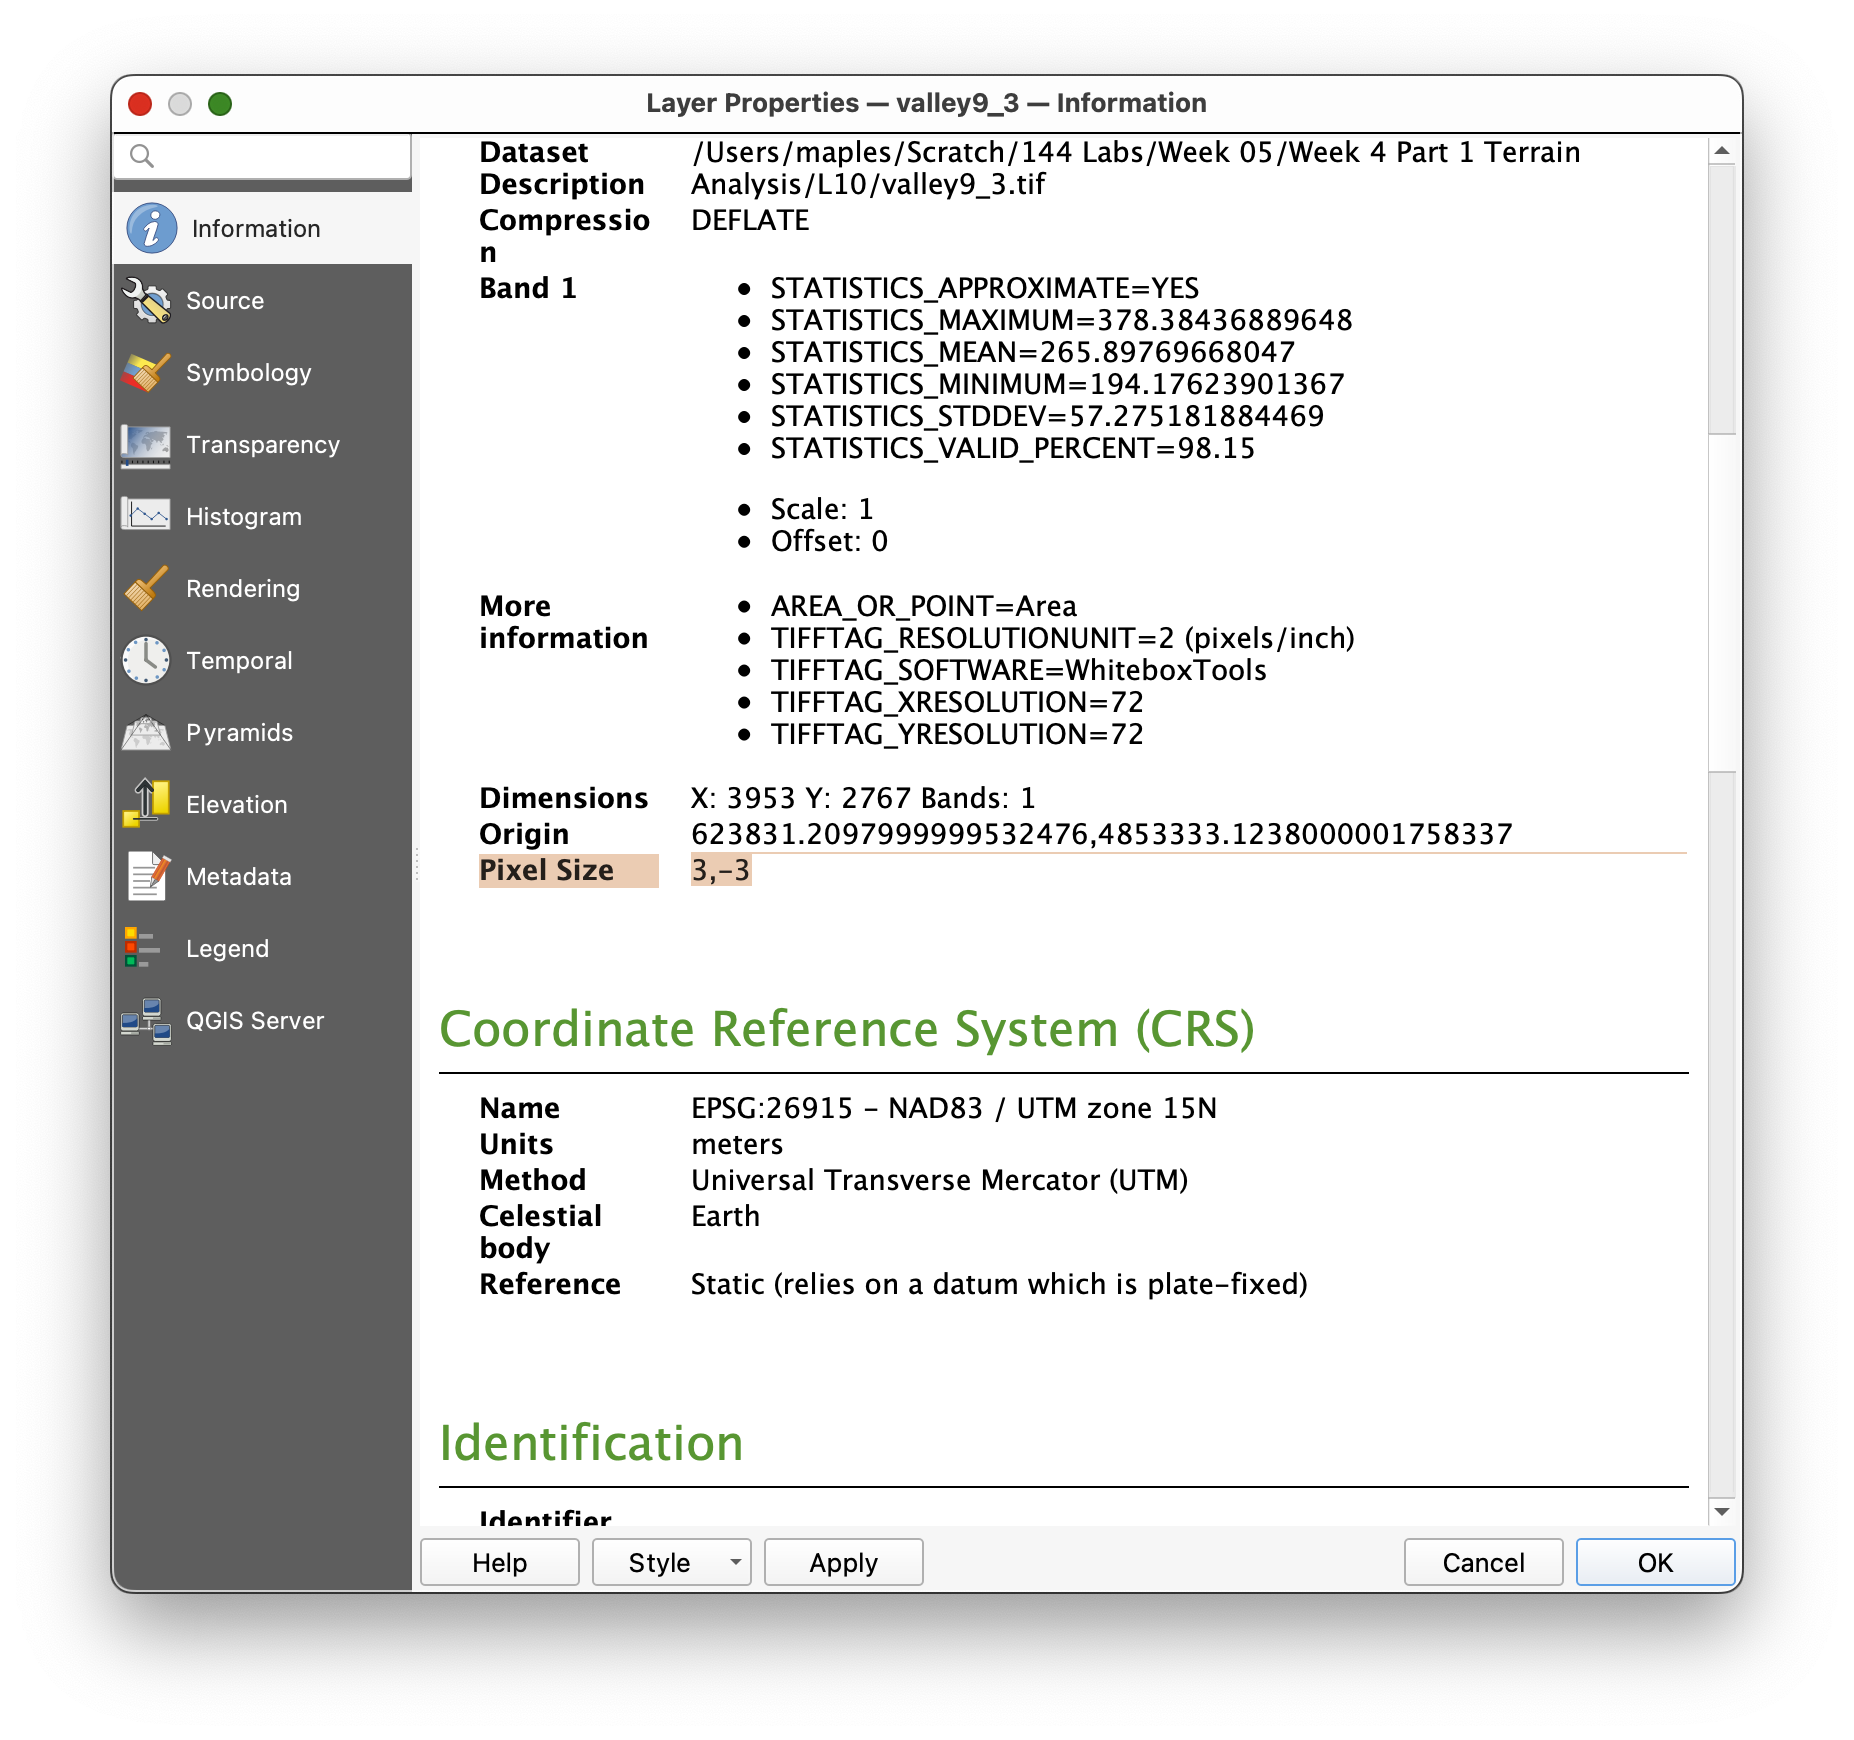 Layer Properties — valley9_3 — Information
Information
Source
Symbology
Transparency
Histogram
Rendering
Temporal
Pyramids
Elevation
Metadata
Legend
QGIS Server
Dataset /Users/maples/Scratch/144 Labs/Week 05/Week 4 Part 1 Terrain
Description Analysis/L10/valley9_3.tif
Compressio DEFLATE
n
Band 1 • STATISTICS_APPROXIMATE=YES
• STATISTICS_MAXIMUM=378.38436889648
• STATISTICS_MEAN=265.89769668047
• STATISTICS_MINIMUM=194.17623901367
• STATISTICS_STDDEV=57.275181884469
• STATISTICS_VALID_PERCENT=98.15
• Scale: 1
• Offset: 0
More • AREA_OR_POINT=Area
information • TIFFTAG_RESOLUTIONUNIT=2 (pixels/inch)
• TIFFTAG_SOFTWARE=WhiteboxTools
• TIFFTAG_XRESOLUTION=72
• TIFFTAG_YRESOLUTION=72
Dimensions X: 3953 Y: 2767 Bands: 1
Origin 623831.2097999999532476,4853333.1238000001758337
Pixel Size 3,-3
Coordinate Reference System (CRS)
Name EPSG:26915 - NAD83 / UTM zone 15N
Units meters
Method Universal Transverse Mercator (UTM)
Celestial Earth
body
Reference Static (relies on a datum which is plate-fixed)
Identification
Identifier
Help Style Apply Cancel OK